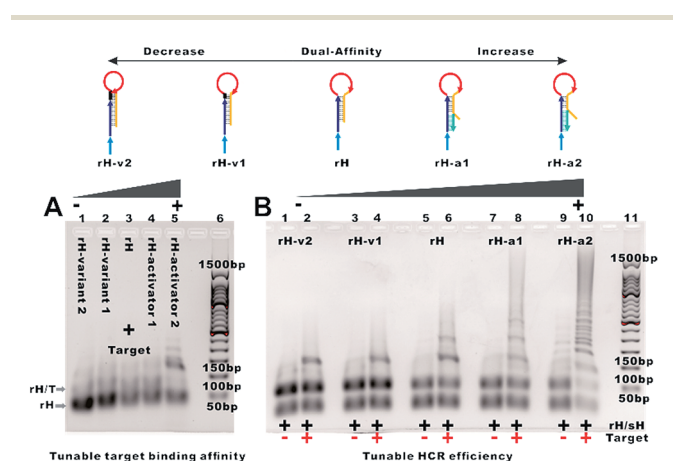 Decrease Dual-Affinity Increase
rH-v2 rH-v1 rH rH-a1 rH-a2
- +
- +
A
1 2 3 4 5 6
rH-variant 2
rH-variant 1
rH
+
Target
rH-activator 1
rH-activator 2
1500bp
150bp
100bp
50bp
rH/T
rH
Tunable target binding affinity
B
1 2 3 4 5 6 7 8 9 10 11
rH-v2 rH-v1 rH rH-a1 rH-a2
1500bp
150bp
100bp
50bp
+ + + + + + + + + + rH/sH
- + - + - + - + - + Target
Tunable HCR efficiency